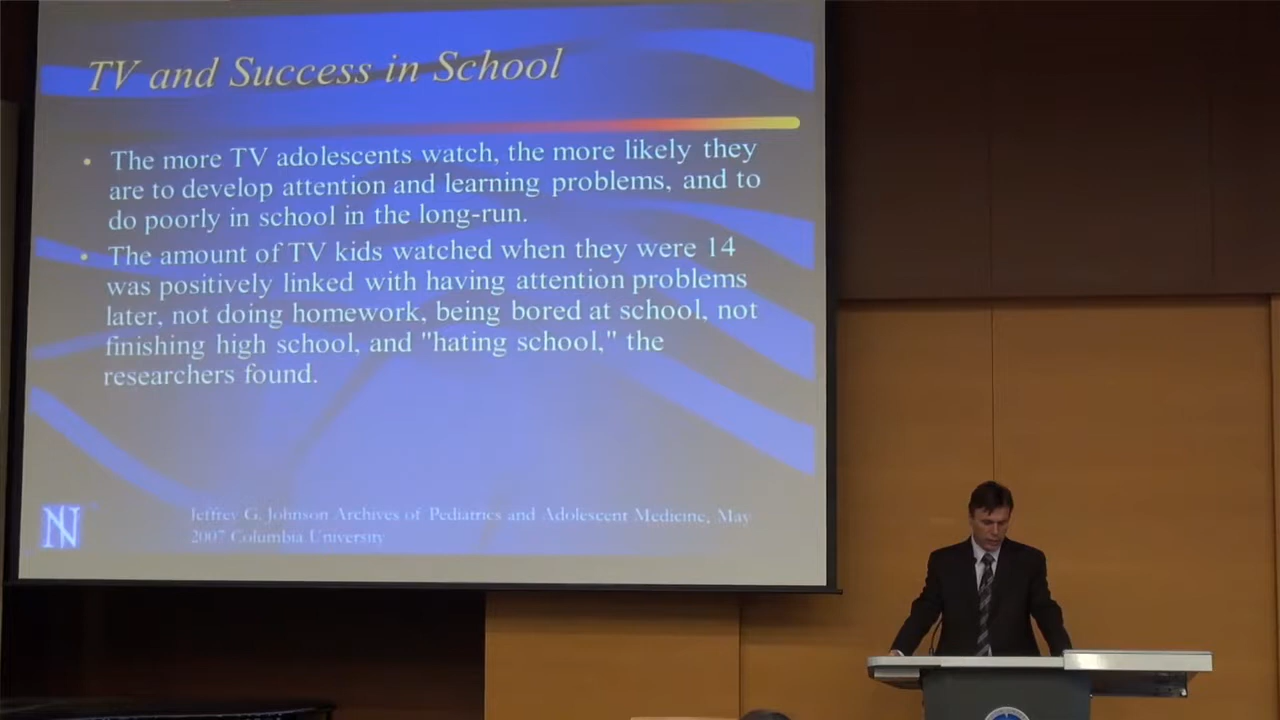 TV and Success in School
• The more TV adolescents watch, the more likely they
are to develop attention and learning problems, and to
do poorly in school in the long-run.
• The amount of TV kids watched when they were 14
was positively linked with having attention problems
later, not doing homework, being bored at school, not
finishing high school, and "hating school," the
researchers found.
N
Jeffrey G. Johnson Archives of Pediatrics and Adolescent Medicine, May
2007 Columbia University